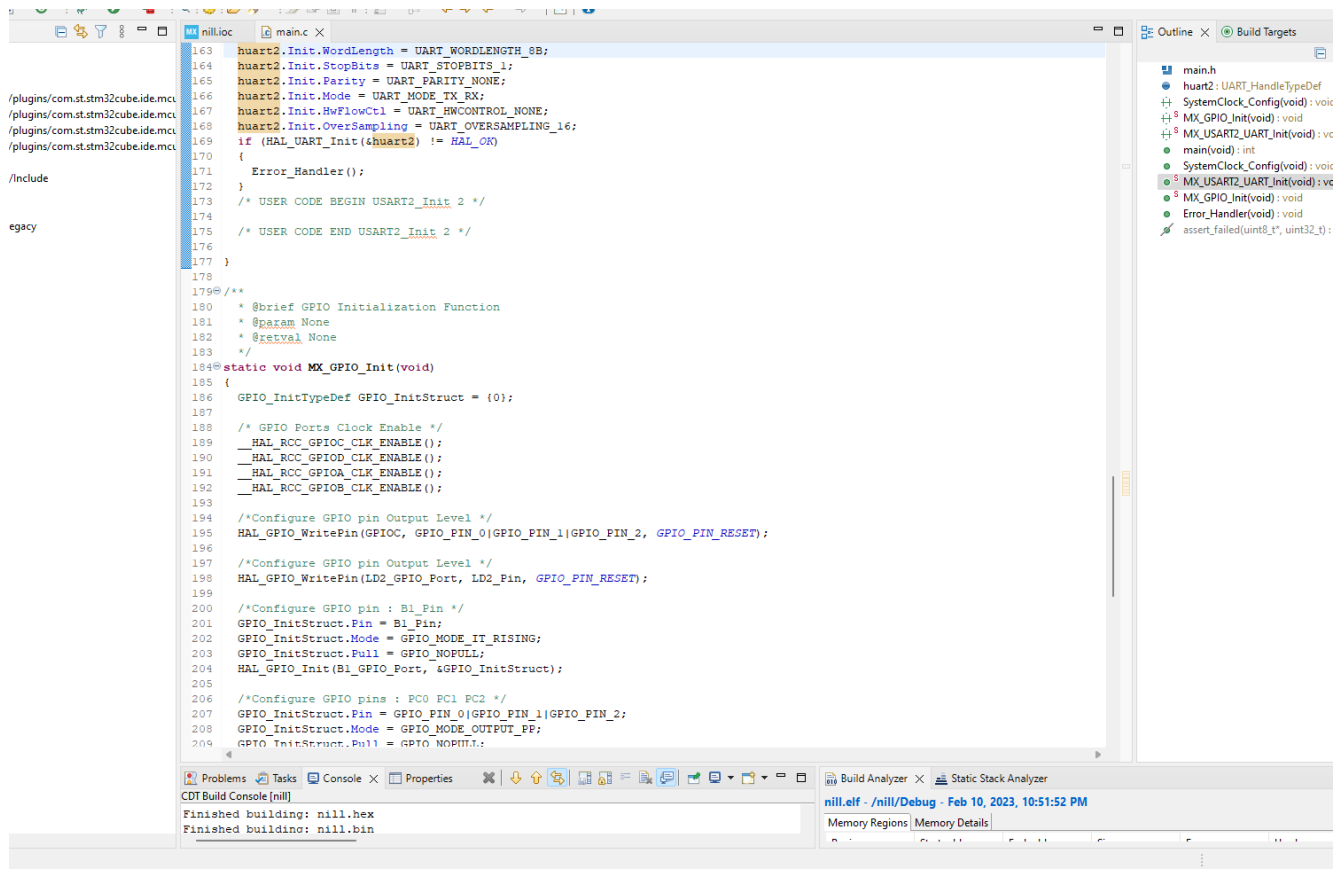 nill.ioc
main.c
Outline
Build Targets
/plugins/com.st.stm32cube.ide.mcu
/plugins/com.st.stm32cube.ide.mcu
/plugins/com.st.stm32cube.ide.mcu
/plugins/com.st.stm32cube.ide.mcu
/Include
egacy
163 huart2.Init.WordLength = UART_WORDLENGTH_8B;
164 huart2.Init.StopBits = UART_STOPBITS_1;
165 huart2.Init.Parity = UART_PARITY_NONE;
166 huart2.Init.Mode = UART_MODE_TX_RX;
167 huart2.Init.HwFlowCtl = UART_HWCONTROL_NONE;
168 huart2.Init.OverSampling = UART_OVERSAMPLING_16;
169 if (HAL_UART_Init(&huart2) != HAL_OK)
170 {
171 Error_Handler();
172 }
173 /* USER CODE BEGIN USART2_Init 2 */
174
175 /* USER CODE END USART2_Init 2 */
176
177 }
178
179 /**
180 * @brief GPIO Initialization Function
181 * @param None
182 * @retval None
183 */
184 static void MX_GPIO_Init(void)
185 {
186 GPIO_InitTypeDef GPIO_InitStruct = {0};
187
188 /* GPIO Ports Clock Enable */
189 __HAL_RCC_GPIOC_CLK_ENABLE();
190 __HAL_RCC_GPIOD_CLK_ENABLE();
191 __HAL_RCC_GPIOA_CLK_ENABLE();
192 __HAL_RCC_GPIOB_CLK_ENABLE();
193
194 /*Configure GPIO pin Output Level */
195 HAL_GPIO_WritePin(GPIOC, GPIO_PIN_0|GPIO_PIN_1|GPIO_PIN_2, GPIO_PIN_RESET);
196
197 /*Configure GPIO pin Output Level */
198 HAL_GPIO_WritePin(LD2_GPIO_Port, LD2_Pin, GPIO_PIN_RESET);
199
200 /*Configure GPIO pin : B1_Pin */
201 GPIO_InitStruct.Pin = B1_Pin;
202 GPIO_InitStruct.Mode = GPIO_MODE_IT_RISING;
203 GPIO_InitStruct.Pull = GPIO_NOPULL;
204 HAL_GPIO_Init(B1_GPIO_Port, &GPIO_InitStruct);
205
206 /*Configure GPIO pins : PC0 PC1 PC2 */
207 GPIO_InitStruct.Pin = GPIO_PIN_0|GPIO_PIN_1|GPIO_PIN_2;
208 GPIO_InitStruct.Mode = GPIO_MODE_OUTPUT_PP;
209 GPIO_InitStruct.Pull = GPIO_NOPULL;
main.h
huart2 : UART_HandleTypeDef
SystemClock_Config(void) : void
MX_GPIO_Init(void) : void
MX_USART2_UART_Init(void) : vo
main(void) : int
SystemClock_Config(void) : void
MX_USART2_UART_Init(void) : vo
MX_GPIO_Init(void) : void
Error_Handler(void) : void
assert_failed(uint8_t*, uint32_t) :
Problems Tasks Console Properties
CDT Build Console [nill]
Finished building: nill.hex
Finished building: nill.bin
Build Analyzer Static Stack Analyzer
nill.elf - /nill/Debug - Feb 10, 2023, 10:51:52 PM
Memory Regions Memory Details